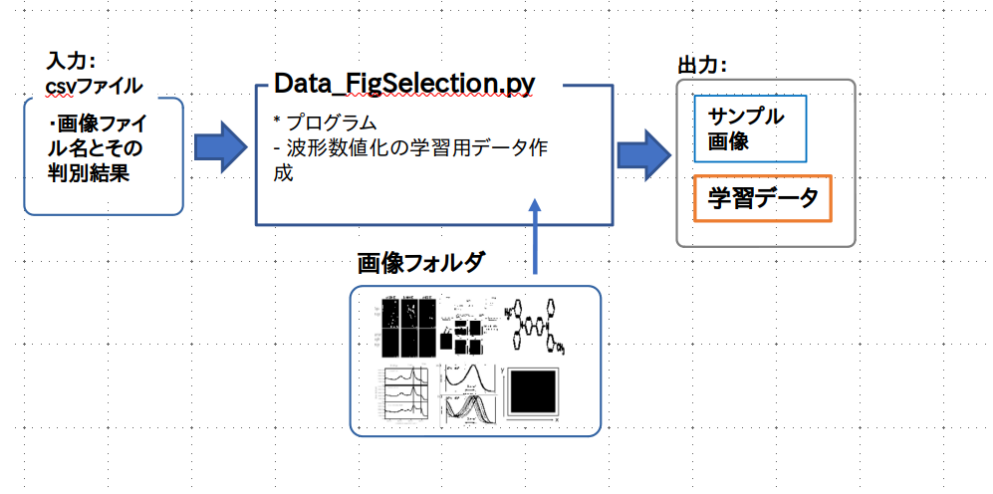 入力:
csvファイル
・画像ファイ
ル名とその
判別結果
Data_FigSelection.py
* プログラム
- 波形数値化の学習用データ作
成
出力:
サンプル
画像
学習データ
画像フォルダ
y
x